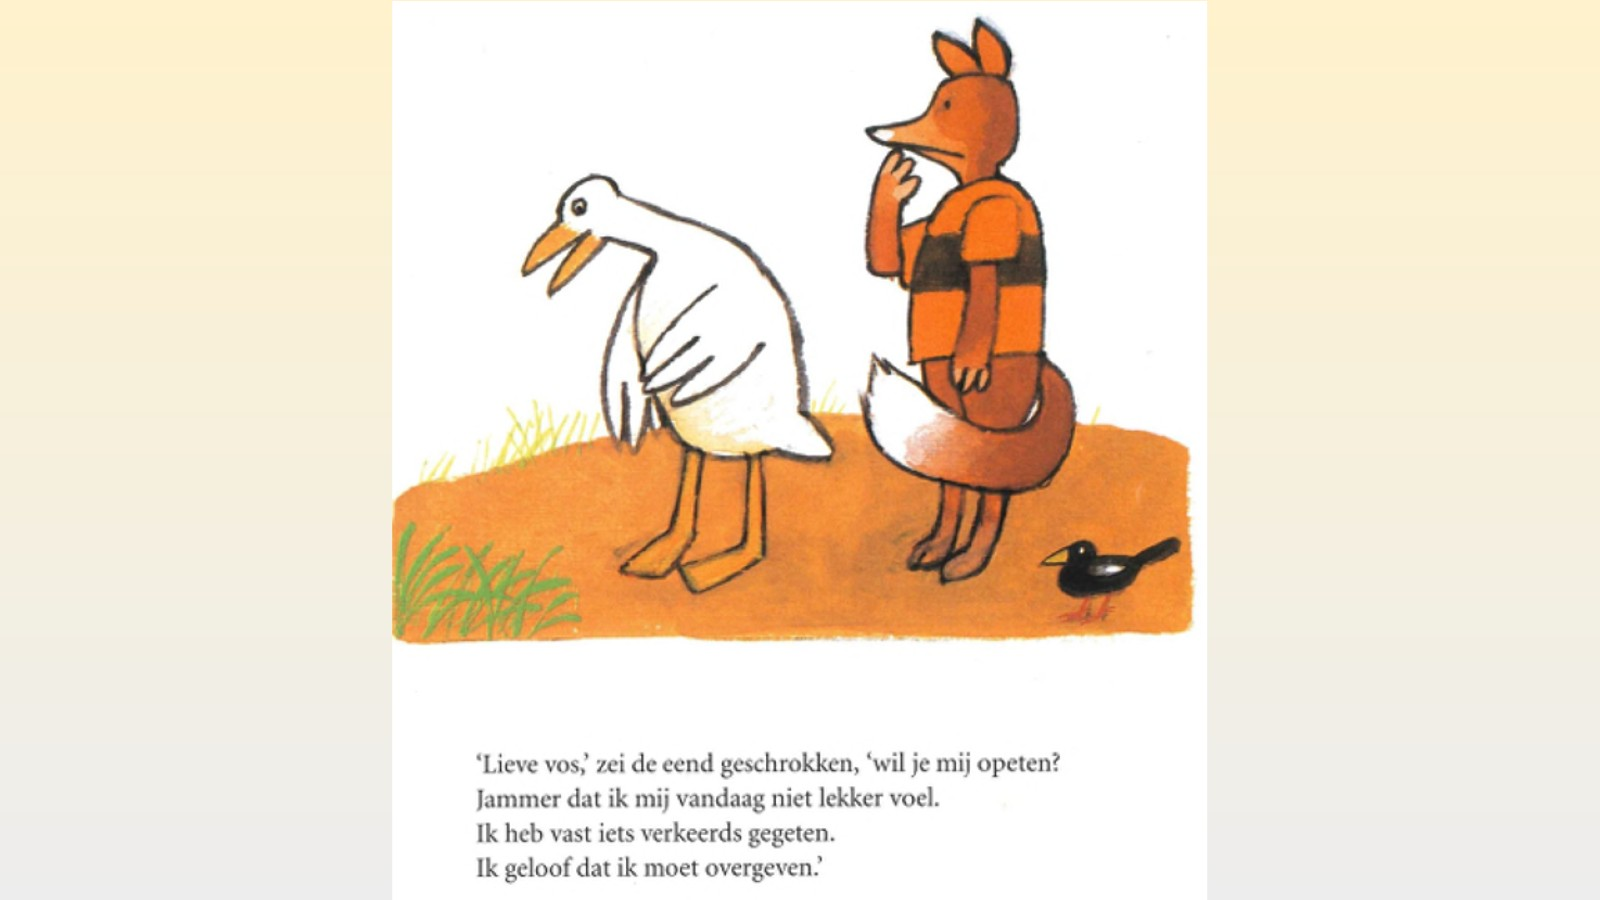 ‘Lieve vos,’ zei de eend geschrokken, ‘wil je mij opeten?
Jammer dat ik mij vandaag niet lekker voel.
Ik heb vast iets verkeerds gegeten.
Ik geloof dat ik moet overgeven.’